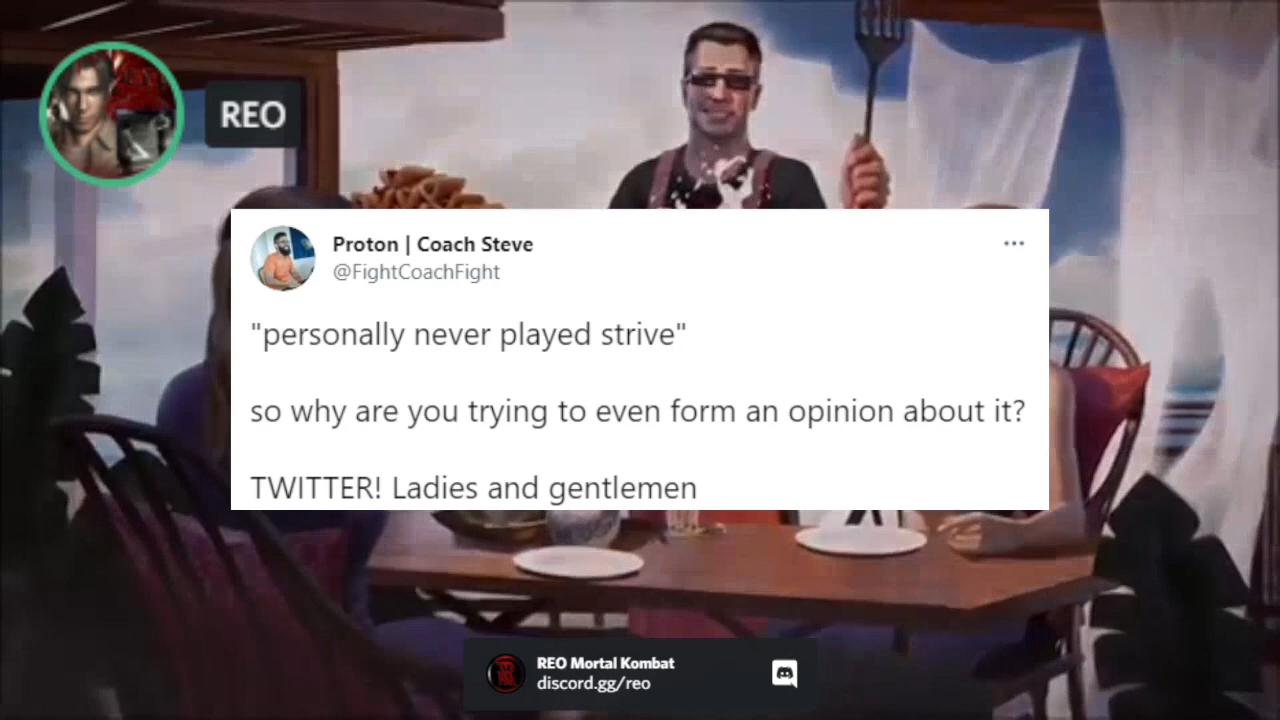 REO
Proton | Coach Steve
@FightCoachFight
"personally never played strive"
so why are you trying to even form an opinion about it?
TWITTER! Ladies and gentlemen
REO Mortal Kombat
discord.gg/reo